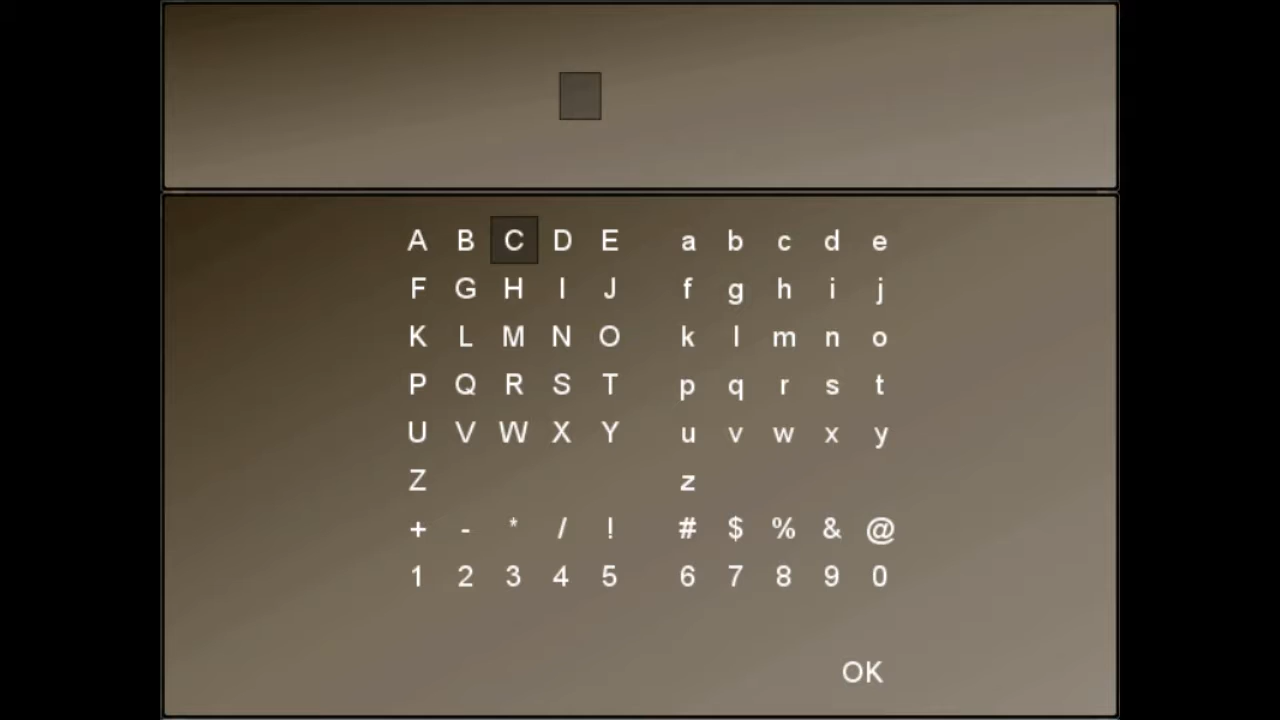 A B C D E a b c d e
F G H I J f g h i j
K L M N O k l m n o
P Q R S T p q r s t
U V W X Y u v w x y
Z z
+ - * / ! # $ % & @
1 2 3 4 5 6 7 8 9 0
OK